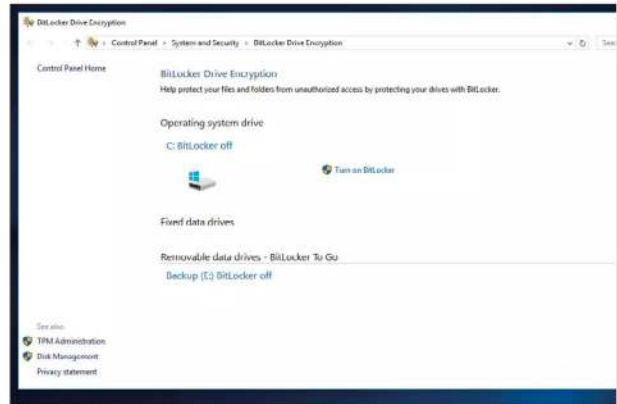 BitLocker Drive Encryption
Control Panel › System and Security › BitLocker Drive Encryption
Control Panel Home
BitLocker Drive Encryption
Help protect your files and folders from unauthorized access by protecting your drives with BitLocker.
Operating system drive
C: BitLocker off
Turn on BitLocker
Fixed data drives
Removable data drives - BitLocker To Go
Backup (E:) BitLocker off
See also
TPM Administration
Disk Management
Privacy statement